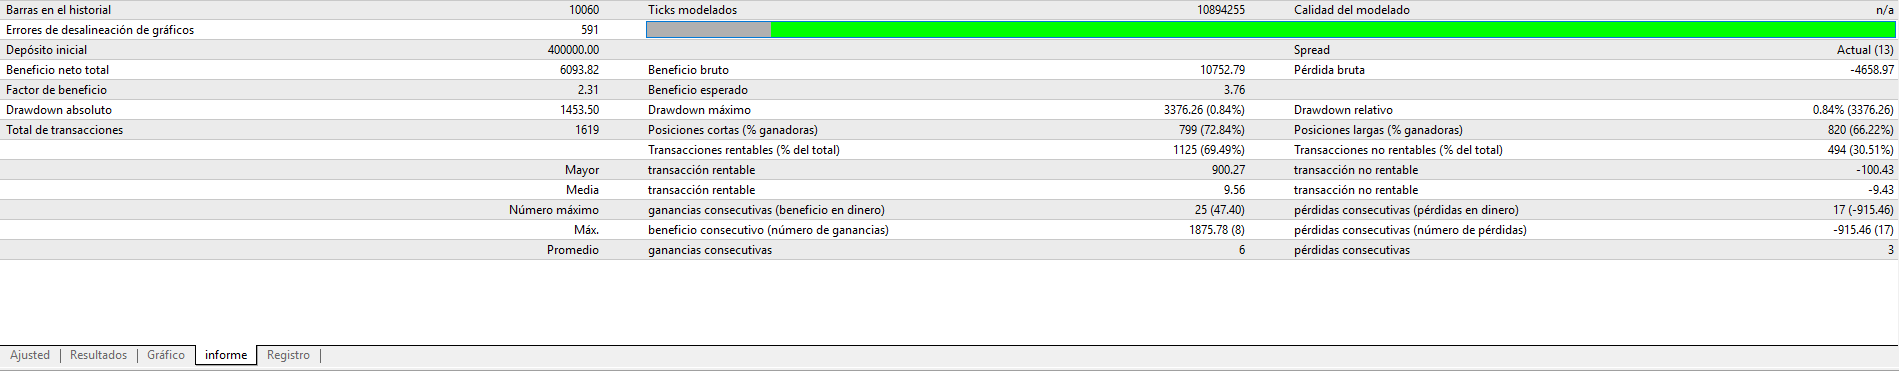 Barras en el historial 10060 Ticks modelados 10894255 Calidad del modelado n/a
Errores de desalineación de gráficos 591
Depósito inicial 400000.00 Spread Actual (13)
Beneficio neto total 6093.82 Beneficio bruto 10752.79 Pérdida bruta -4658.97
Factor de beneficio 2.31 Beneficio esperado 3.76
Drawdown absoluto 1453.50 Drawdown máximo 3376.26 (0.84%) Drawdown relativo 0.84% (3376.26)
Total de transacciones 1619 Posiciones cortas (% ganadoras) 799 (72.84%) Posiciones largas (% ganadoras) 820 (66.22%)
Transacciones rentables (% del total) 1125 (69.49%) Transacciones no rentables (% del total) 494 (30.51%)
Mayor transacción rentable 900.27 transacción no rentable -100.43
Media transacción rentable 9.56 transacción no rentable -9.43
Número máximo ganancias consecutivas (beneficio en dinero) 25 (47.40) pérdidas consecutivas (pérdidas en dinero) 17 (-915.46)
Máx. beneficio consecutivo (número de ganancias) 1875.78 (8) pérdidas consecutivas (número de pérdidas) -915.46 (17)
Promedio ganancias consecutivas 6 pérdidas consecutivas 3
Ajusted | Resultados | Gráfico informe Registro |